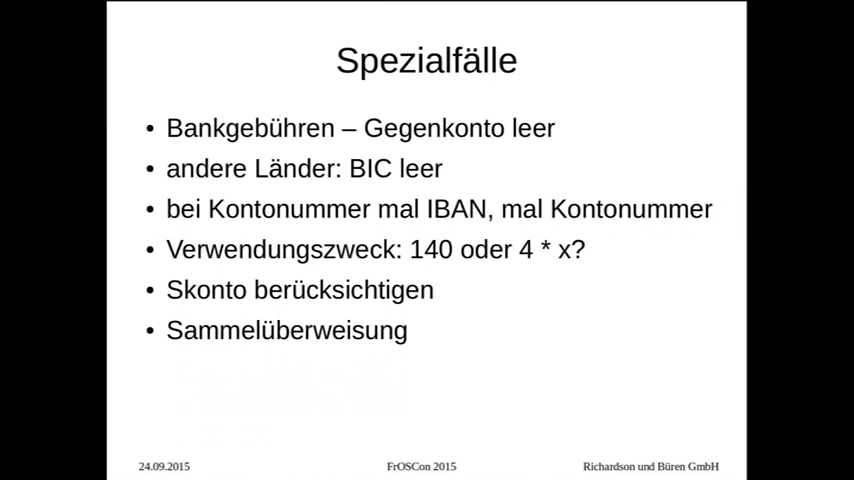 Spezialfälle
• Bankgebühren – Gegenkonto leer
• andere Länder: BIC leer
• bei Kontonummer mal IBAN, mal Kontonummer
• Verwendungszweck: 140 oder 4 * x?
• Skonto berücksichtigen
• Sammelüberweisung
24.09.2015 FrOSCon 2015 Richardson und Büren GmbH